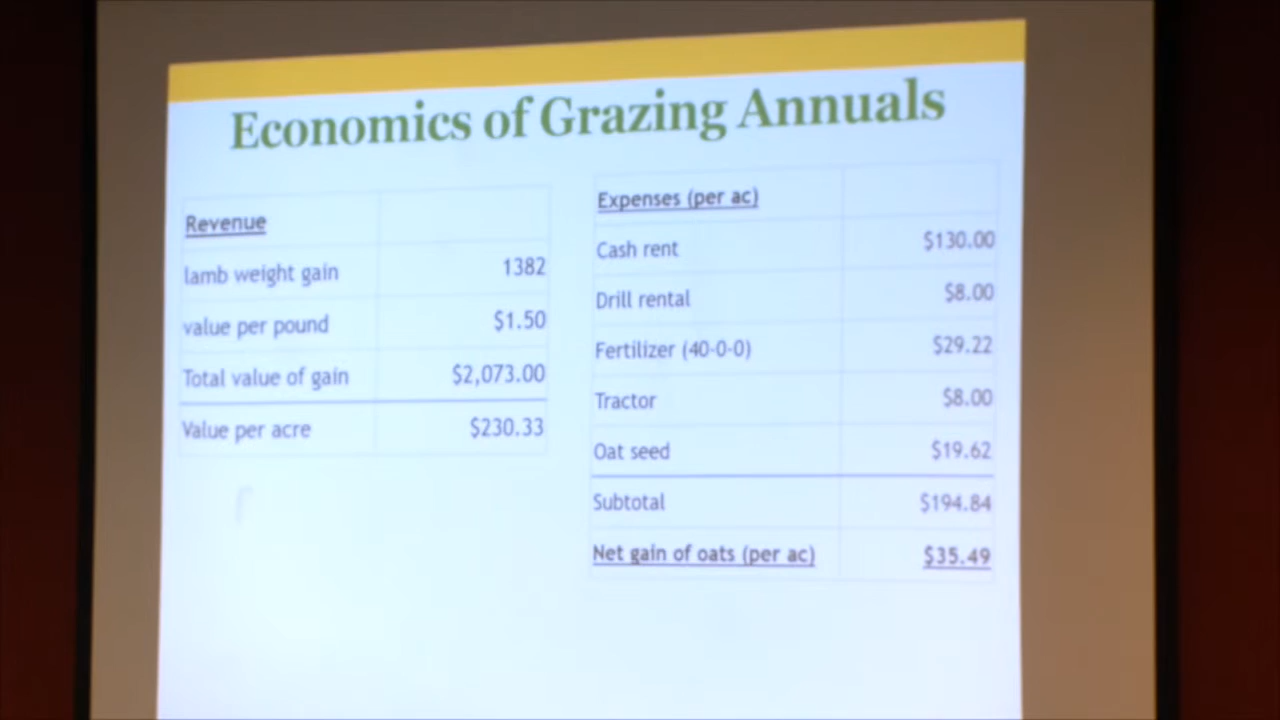 Economics of Grazing Annuals
Revenue
lamb weight gain 1382
value per pound $1.50
Total value of gain $2,073.00
Value per acre $230.33
Expenses (per ac)
Cash rent $130.00
Drill rental $8.00
Fertilizer (40-0-0) $29.22
Tractor $8.00
Oat seed $19.62
Subtotal $194.84
Net gain of oats (per ac) $35.49